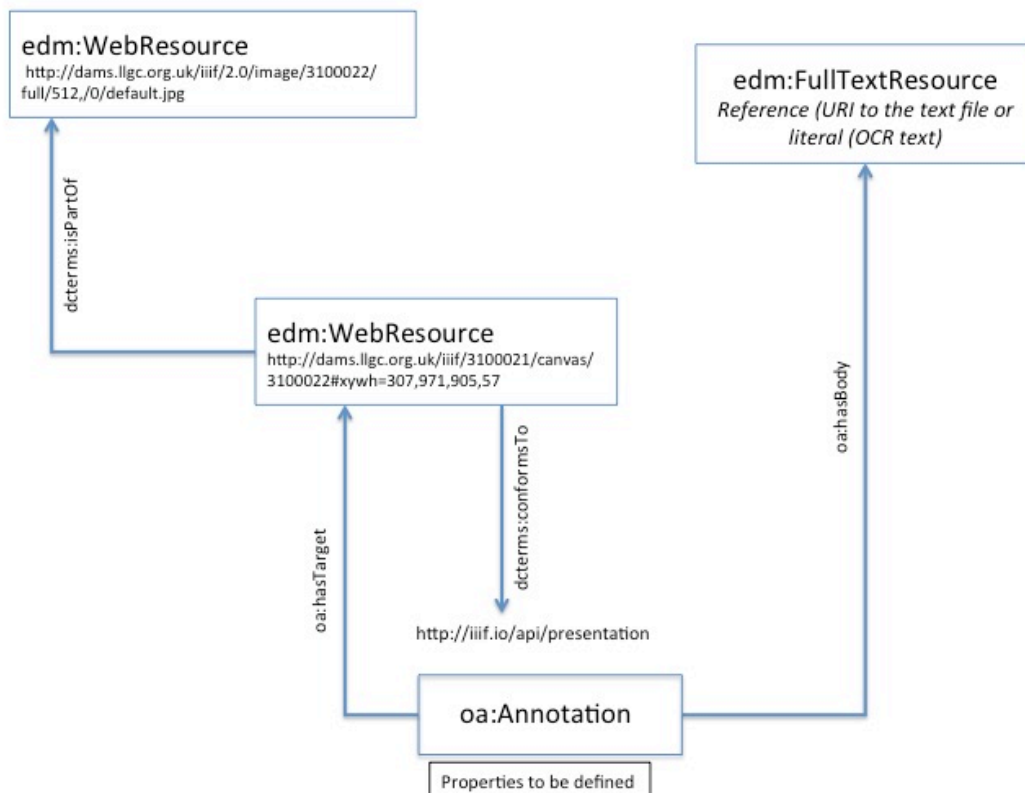 edm:WebResource
http://dams.llgc.org.uk/iiif/2.0/image/3100022/
full/512,/0/default.jpg
edm:FullTextResource
Reference (URI to the text file or
literal (OCR text)
dcterms:isPartOf
edm:WebResource
http://dams.llgc.org.uk/iiif/3100021/canvas/
3100022#xywh=307,971,905,57
oa:hasBody
oa:hasTarget
dcterms:conformsTo
http://iiif.io/api/presentation
oa:Annotation
Properties to be defined